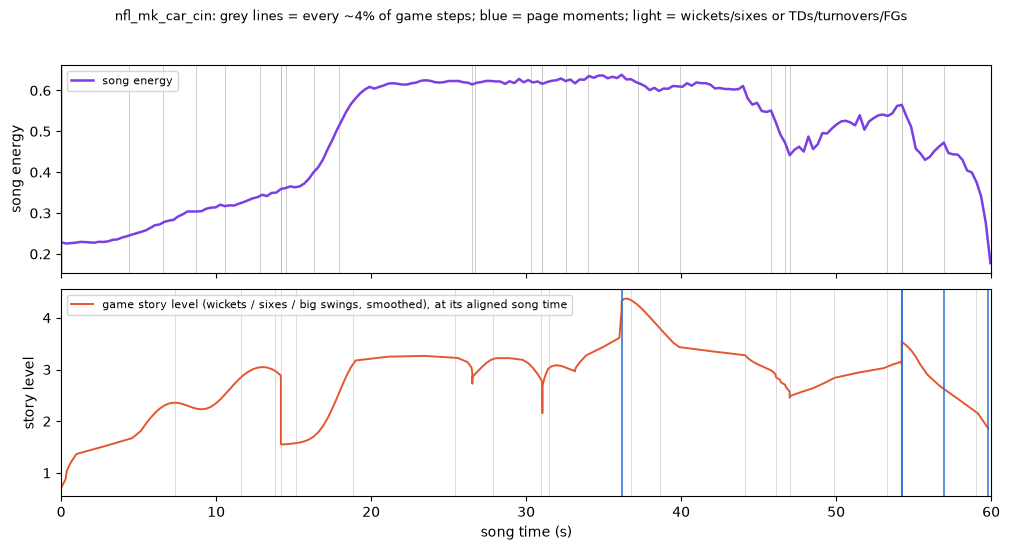 nfl_mk_car_cin: grey lines = every ~4% of game steps; blue = page moments; light = wickets/sixes or TDs/turnovers/FGs
song energy
0.6
0.5
0.4
0.3
0.2
song energy
game story level (wickets / sixes / big swings, smoothed), at its aligned song time
4
3
2
1
story level
0 10 20 30 40 50 60
song time (s)